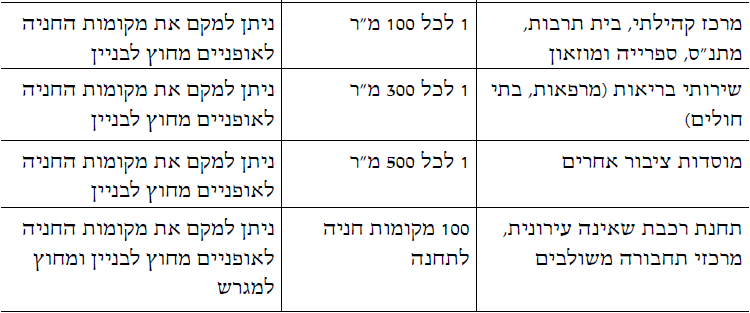 מרכז קהילתי, בית תרבות,
מתנ"ס, ספרייה ומוזאון
1 לכל 100 מ"ר
ניתן למקם את מקומות החניה
לאופניים מחוץ לבניין
שירותי בריאות (מרפאות, בתי
חולים)
1 לכל 300 מ"ר
ניתן למקם את מקומות החניה
לאופניים מחוץ לבניין
מוסדות ציבור אחרים
1 לכל 500 מ"ר
ניתן למקם את מקומות החניה
לאופניים מחוץ לבניין
תחנת רכבת שאינה עירונית,
מרכזי תחבורה משולבים
100 מקומות חניה
לתחנה
ניתן למקם את מקומות החניה
לאופניים מחוץ לבניין ומחוץ
למגרש